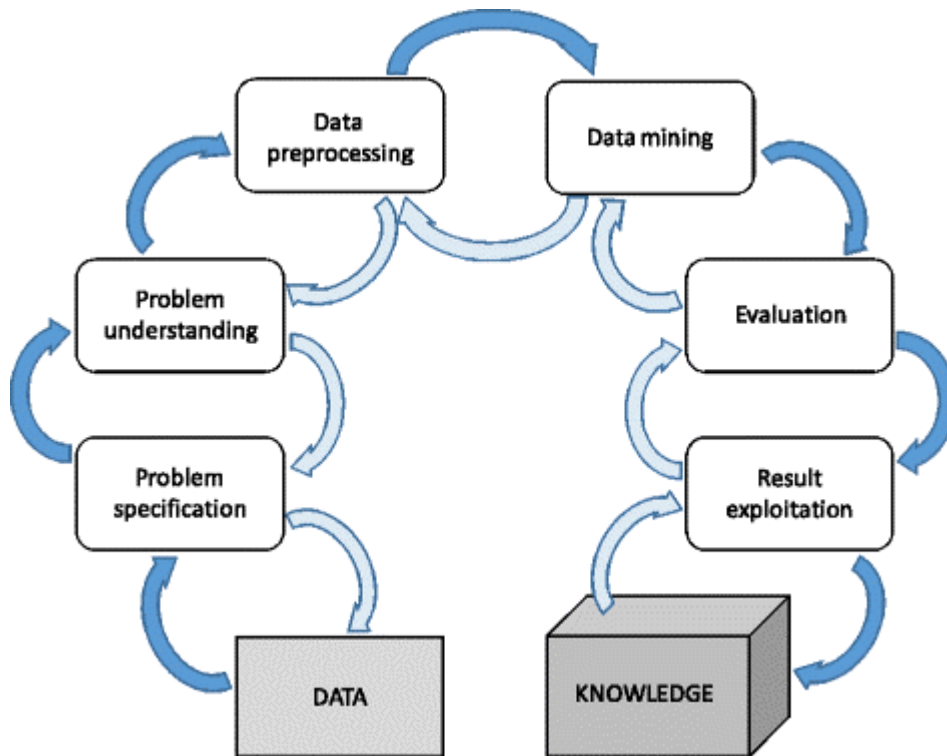 Data
preprocessing
Data mining
Problem
understanding
Evaluation
Problem
specification
Result
exploitation
DATA
KNOWLEDGE